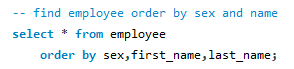 -- find employee order by sex and name
select * from employee
order by sex,first_name,last_name;